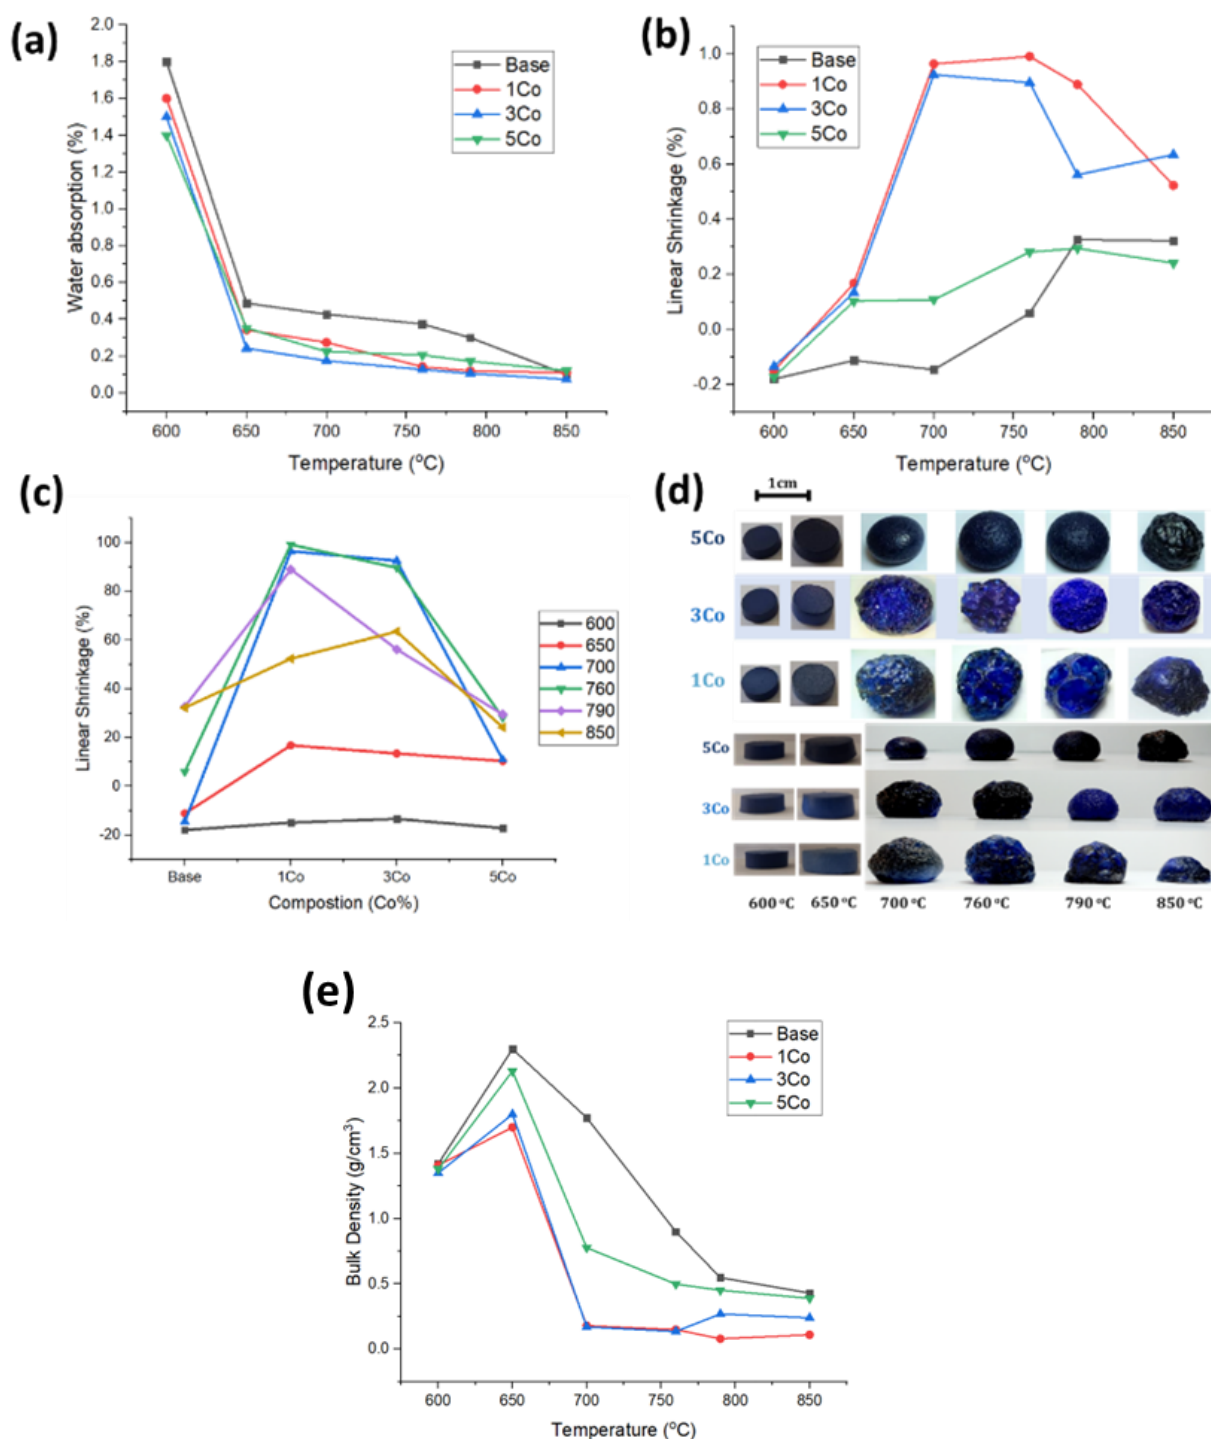 (a)
2.0
1.8
1.6
1.4
1.2
1.0
0.8
0.6
0.4
0.2
0.0
Water absorption (%)
Base
1Co
3Co
5Co
600 650 700 750 800 850
Temperature (°C)
(b)
1.0
0.8
0.6
0.4
0.2
0.0
-0.2
Linear Shrinkage (%)
Base
1Co
3Co
5Co
600 650 700 750 800 850
Temperature (°C)
(c)
100
80
60
40
20
0
-20
Linear Shrinkage (%)
600
650
700
760
790
850
Base 1Co 3Co 5Co
Compostion (Co%)
(d)
1cm
5Co
3Co
1Co
5Co
3Co
1Co
600 °C 650 °C 700 °C 760 °C 790 °C 850 °C
(e)
2.5
2.0
1.5
1.0
0.5
0.0
Bulk Density (g/cm³)
Base
1Co
3Co
5Co
600 650 700 750 800 850
Temperature (°C)